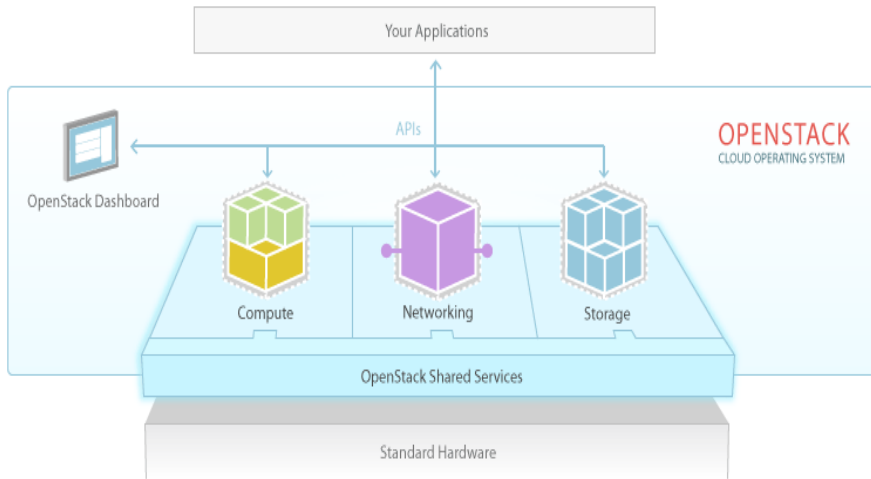 Your Applications
APIs
OPENSTACK
CLOUD OPERATING SYSTEM
OpenStack Dashboard
Compute
Networking
Storage
OpenStack Shared Services
Standard Hardware